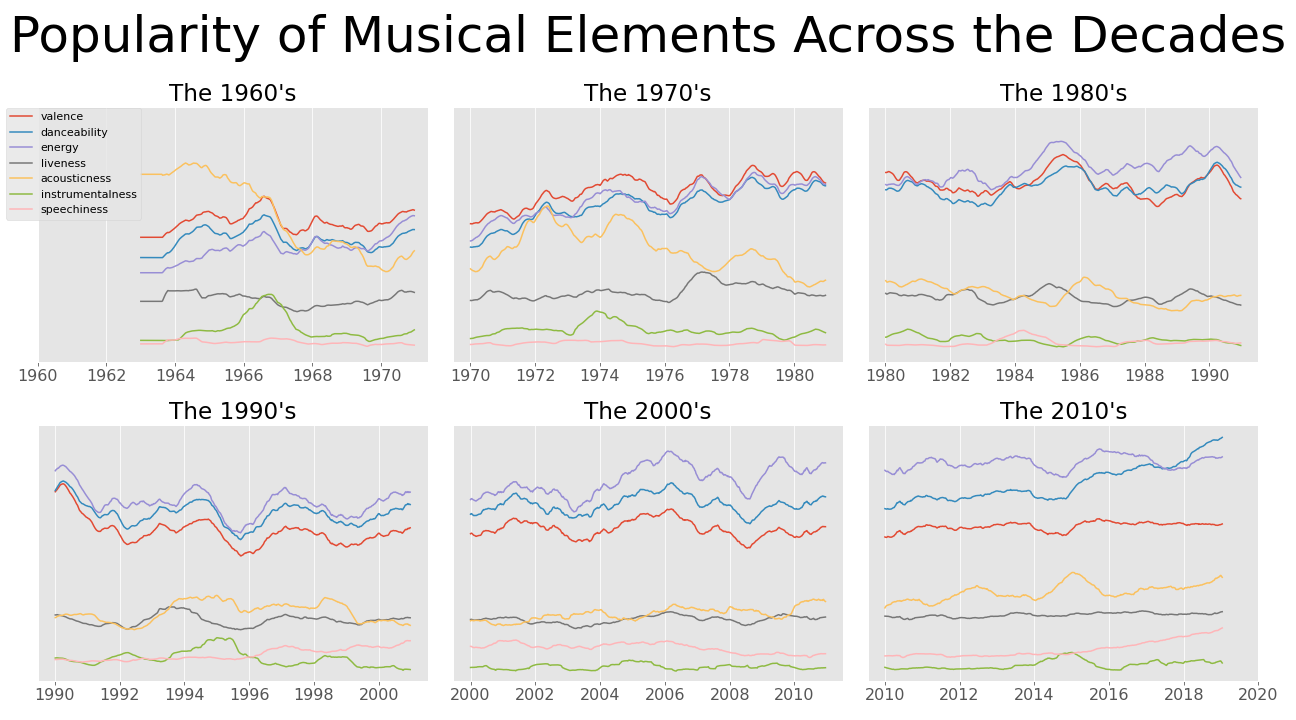 Popularity of Musical Elements Across the Decades
The 1960's
The 1970's
The 1980's
valence
danceability
energy
liveness
acousticness
instrumentalness
speechiness
1960 1962 1964 1966 1968 1970
1970 1972 1974 1976 1978 1980
1980 1982 1984 1986 1988 1990
The 1990's
The 2000's
The 2010's
1990 1992 1994 1996 1998 2000
2000 2002 2004 2006 2008 2010
2010 2012 2014 2016 2018 2020